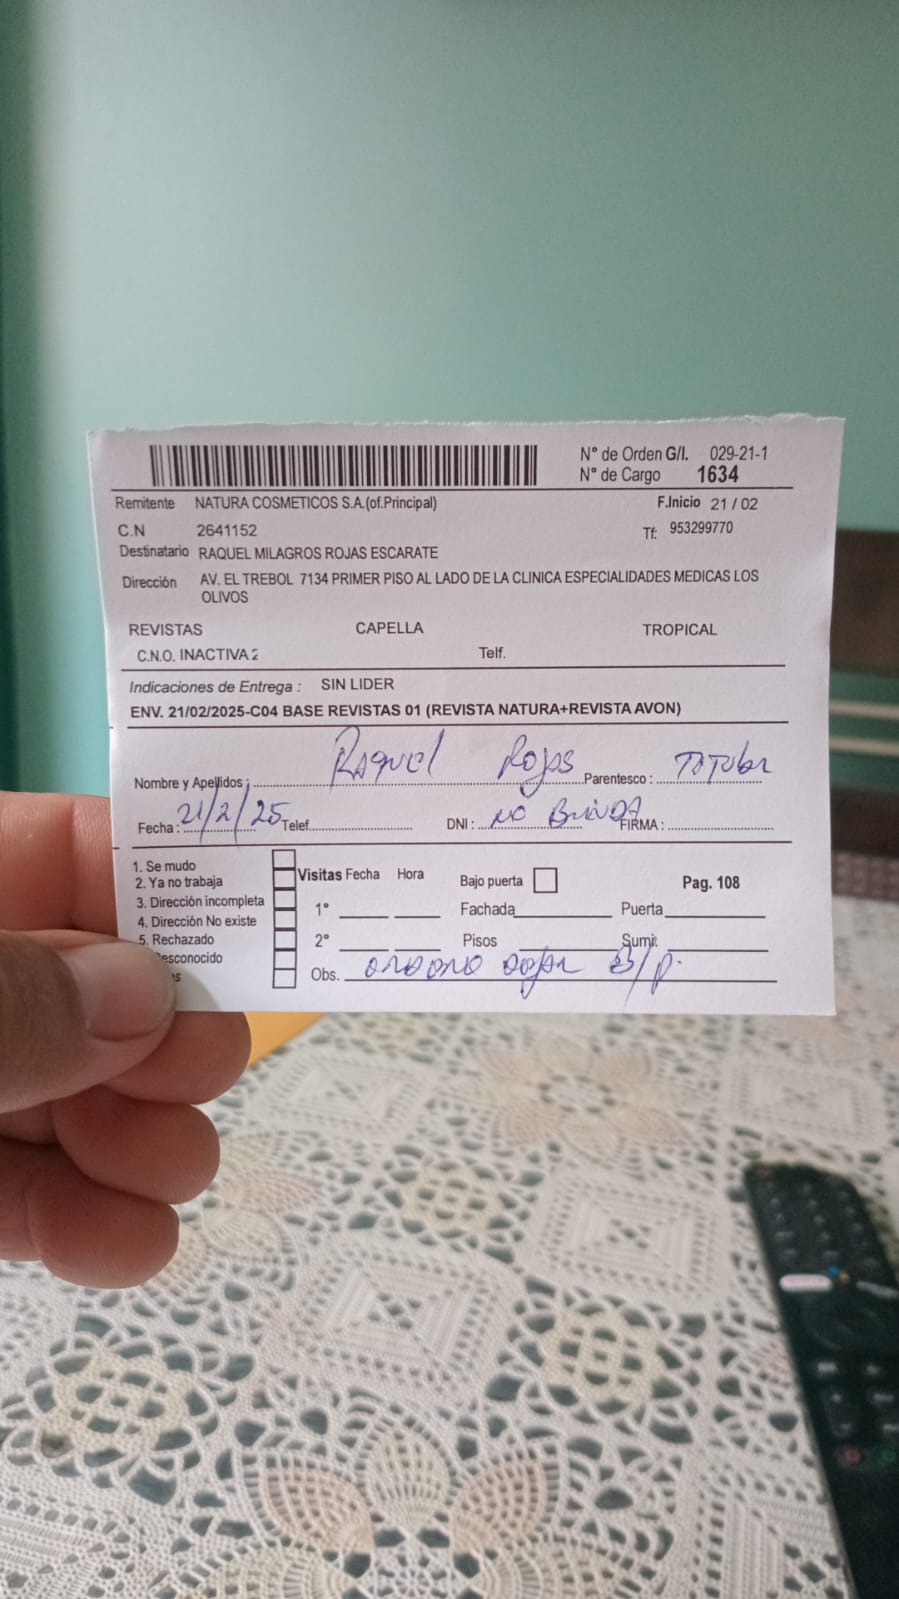 N° de Orden G/I. 029-21-1
N° de Cargo 1634
Remitente NATURA COSMETICOS S.A.(of.Principal) F.Inicio 21 / 02
C.N 2641152 Tf: 953299770
Destinatario RAQUEL MILAGROS ROJAS ESCARATE
Dirección AV. EL TREBOL 7134 PRIMER PISO AL LADO DE LA CLINICA ESPECIALIDADES MEDICAS LOS
OLIVOS
REVISTAS CAPELLA TROPICAL
C.N.O. INACTIVA 2 Telf.
Indicaciones de Entrega : SIN LIDER
ENV. 21/02/2025-C04 BASE REVISTAS 01 (REVISTA NATURA+REVISTA AVON)
Nombre y Apellidos : Raquel Rojas Parentesco : Titular
Fecha : 21/2/25 Telef. DNI : NO BRINDA FIRMA :
1. Se mudo
2. Ya no trabaja
3. Dirección incompleta
4. Dirección No existe
5. Rechazado
esconocido
s
Visitas Fecha Hora Bajo puerta Pag. 108
1° Fachada Puerta
2° Pisos Sumi.
Obs. dejar B/P.